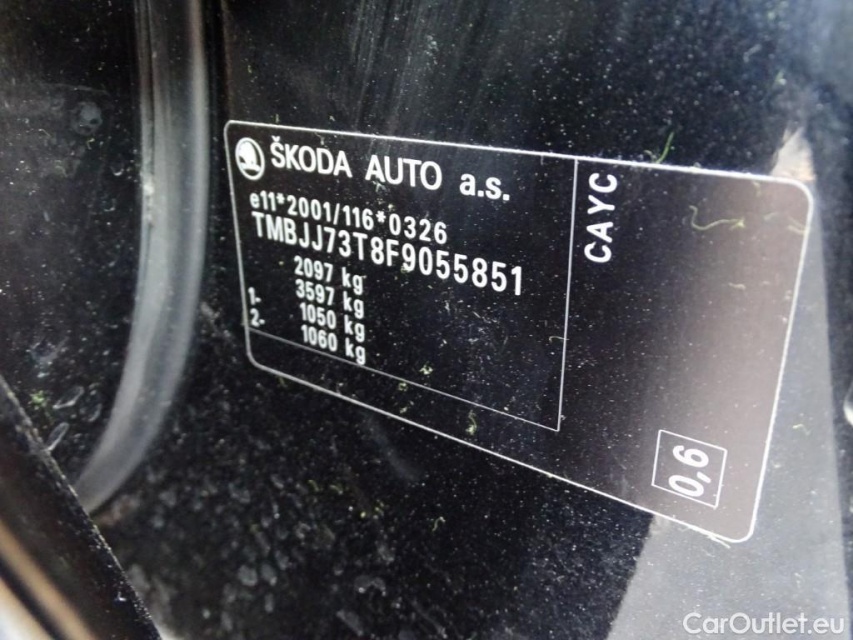 ŠKODA AUTO a.s.
e11*2001/116*0326
TMBJJ73T8F9055851
2097 kg
3597 kg
1- 1050 kg
2- 1060 kg
CAYC
0,6
CarOutlet.eu